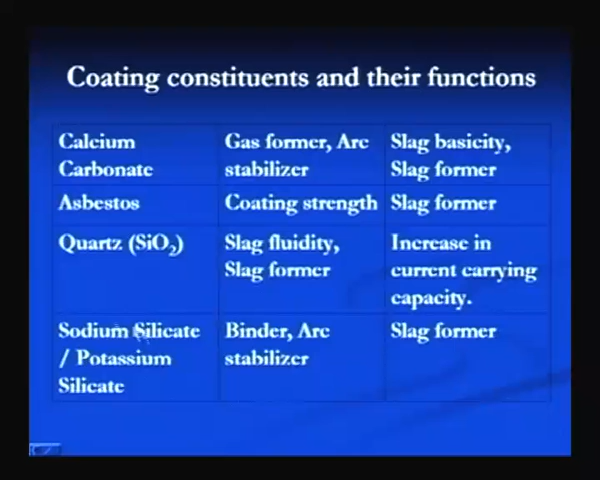 Coating constituents and their functions
Calcium Carbonate
Gas former, Arc stabilizer
Slag basicity, Slag former
Asbestos
Coating strength
Slag former
Quartz (SiO₂)
Slag fluidity, Slag former
Increase in current carrying capacity.
Sodium Silicate / Potassium Silicate
Binder, Arc stabilizer
Slag former